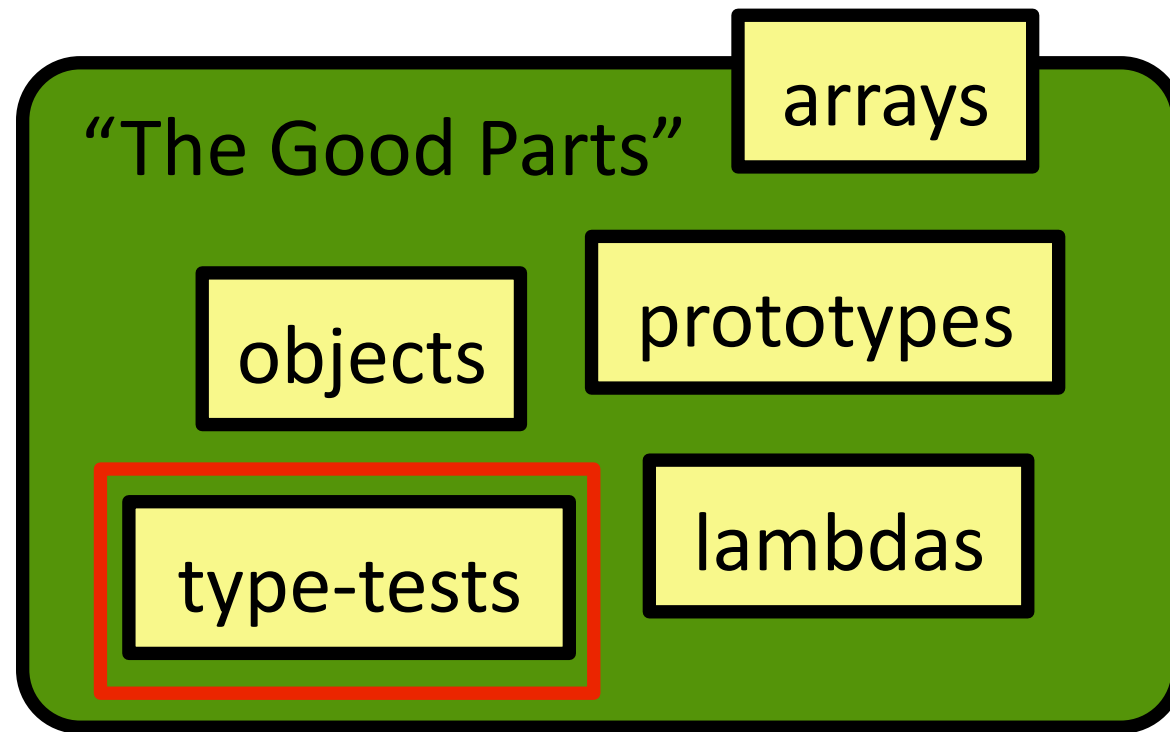 arrays
“The Good Parts”
prototypes
objects
lambdas
type-tests